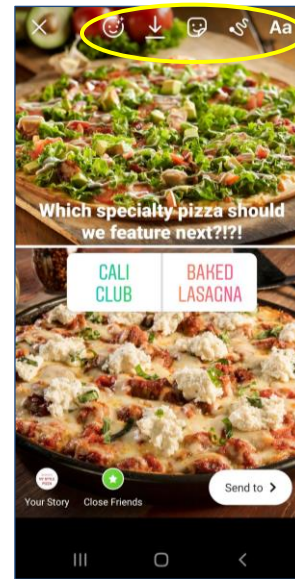 Aa
Which specialty pizza should
we feature next?!?!
CALI
CLUB
BAKED
LASAGNA
Your Story
Close Friends
Send to >